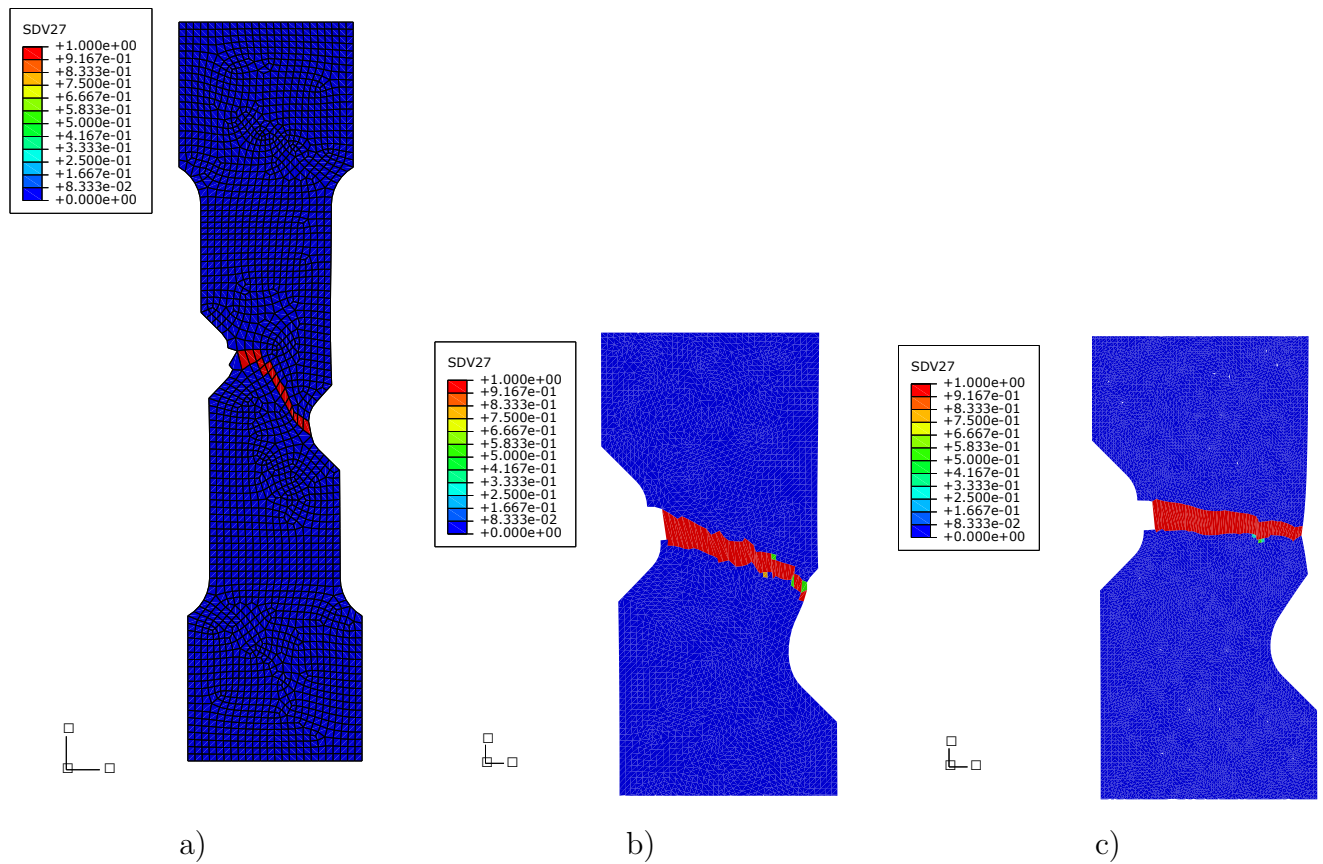 SDV27
+1.000e+00
+9.167e-01
+8.333e-01
+7.500e-01
+6.667e-01
+5.833e-01
+5.000e-01
+4.167e-01
+3.333e-01
+2.500e-01
+1.667e-01
+8.333e-02
+0.000e+00
SDV27
+1.000e+00
+9.167e-01
+8.333e-01
+7.500e-01
+6.667e-01
+5.833e-01
+5.000e-01
+4.167e-01
+3.333e-01
+2.500e-01
+1.667e-01
+8.333e-02
+0.000e+00
SDV27
+1.000e+00
+9.167e-01
+8.333e-01
+7.500e-01
+6.667e-01
+5.833e-01
+5.000e-01
+4.167e-01
+3.333e-01
+2.500e-01
+1.667e-01
+8.333e-02
+0.000e+00
a)
b)
c)